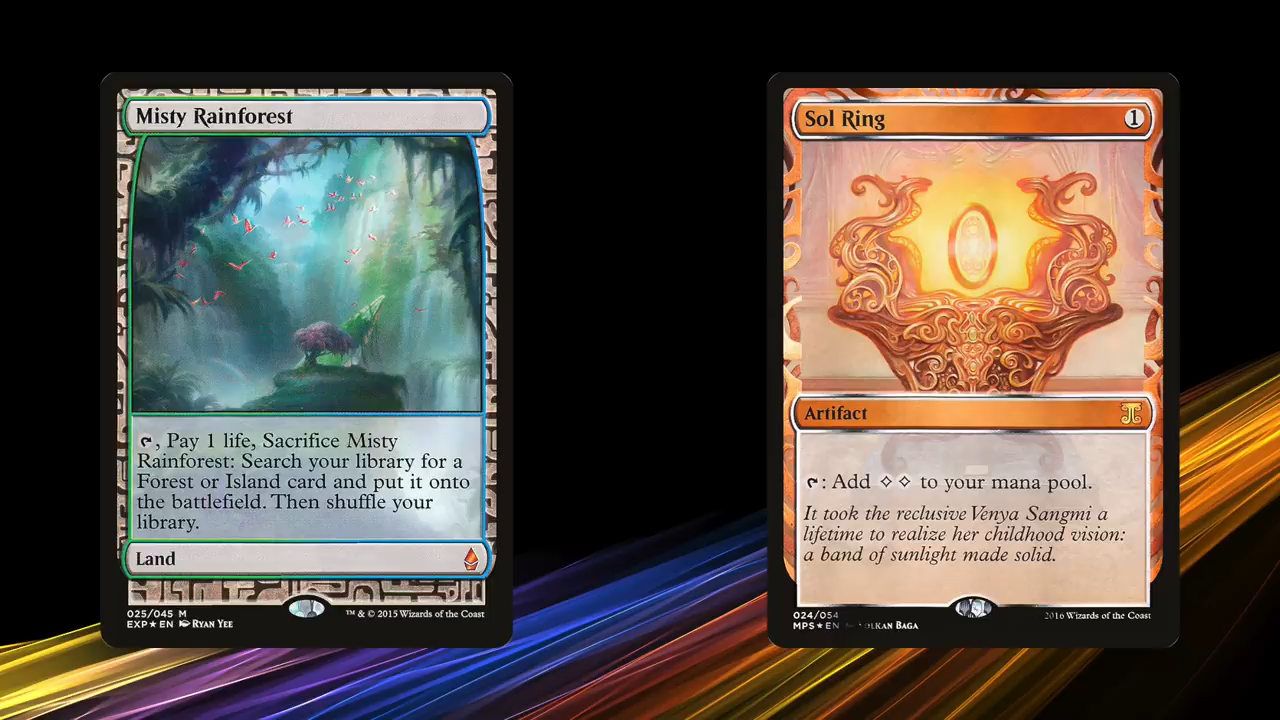 Misty Rainforest
, Pay 1 life, Sacrifice Misty
Rainforest: Search your library for a
Forest or Island card and put it onto
the battlefield. Then shuffle your
library.
Land
025/045 M
EXP★EN RYAN YEE
™ & © 2015 Wizards of the Coast
Sol Ring
1
Artifact
: Add to your mana pool.
It took the reclusive Venya Sangmi a
lifetime to realize her childhood vision:
a band of sunlight made solid.
024/054
MPS★EN BAGA
2016 Wizards of the Coast